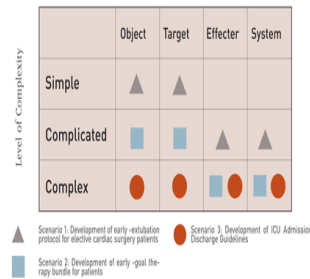 Object Target Effecter System
Level of Complexity
Simple
Complicated
Complex
Scenario 1: Development of early -extubation
protocol for elective cardiac surgery patients
Scenario 3: Development of ICU Admission
Discharge Guidelines
Scenario 2: Development of early -goal the-
rapy bundle for patients